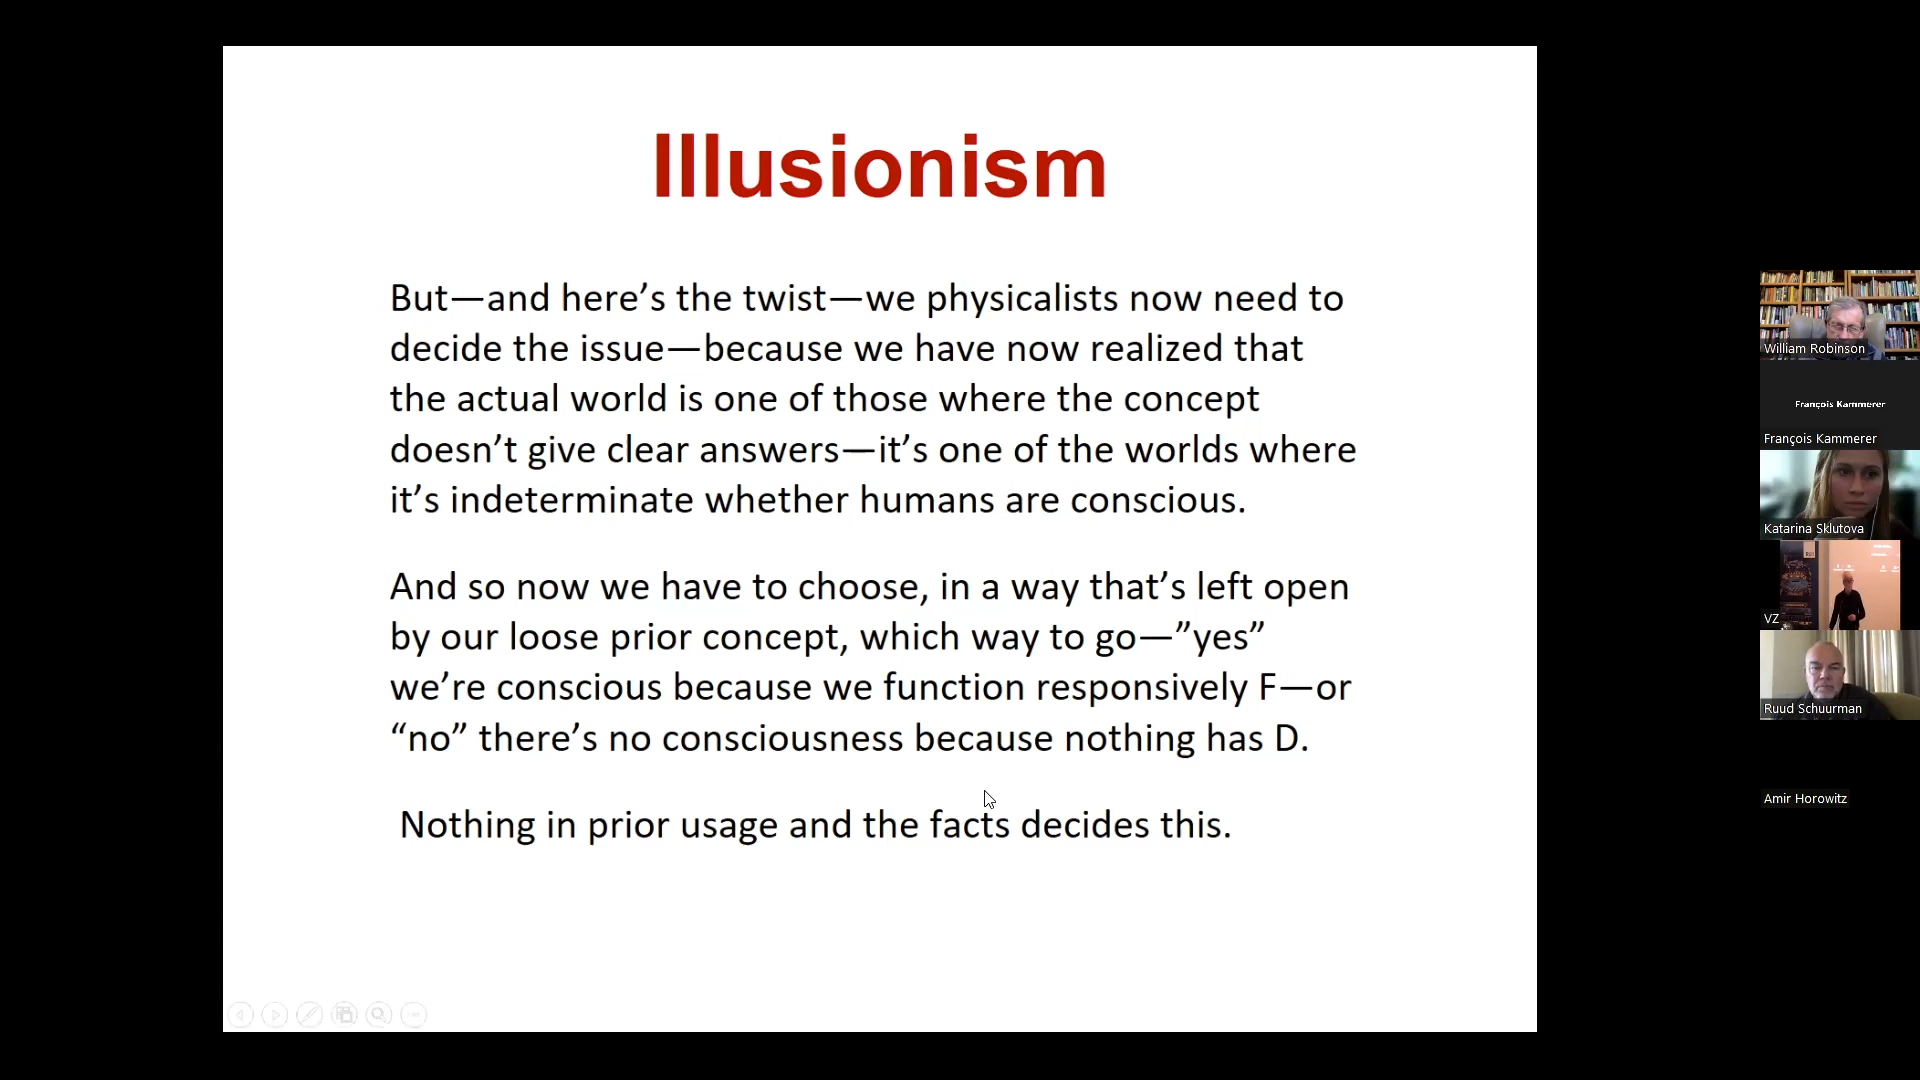 Illusionism
But—and here’s the twist—we physicalists now need to
decide the issue—because we have now realized that
the actual world is one of those where the concept
doesn’t give clear answers—it’s one of the worlds where
it’s indeterminate whether humans are conscious.
And so now we have to choose, in a way that’s left open
by our loose prior concept, which way to go—”yes”
we’re conscious because we function responsively F—or
“no” there’s no consciousness because nothing has D.
Nothing in prior usage and the facts decides this.
William Robinson
François Kammerer
François Kammerer
Katarina Sklutova
VZ
Ruud Schuurman
Amir Horowitz